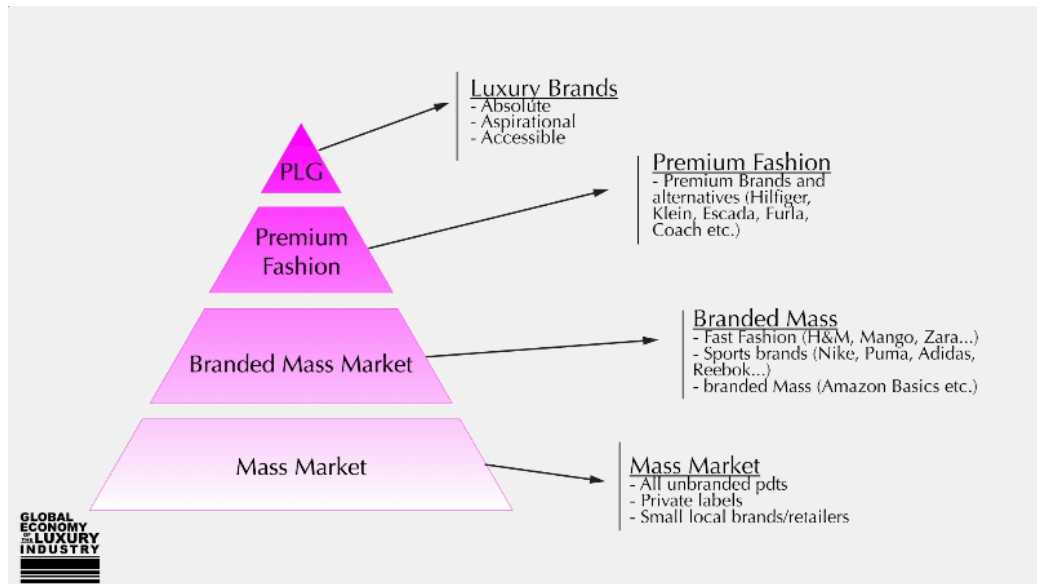 Luxury Brands
- Absolute
- Aspirational
- Accessible
PLG
Premium Fashion
- Premium Brands and
alternatives (Hilfiger,
Klein, Escada, Furla,
Coach etc.)
Premium
Fashion
Branded Mass
- Fast Fashion (H&M, Mango, Zara...)
- Sports brands (Nike, Puma, Adidas,
Reebok...)
- branded Mass (Amazon Basics etc.)
Branded Mass Market
Mass Market
Mass Market
- All unbranded pdts
- Private labels
- Small local brands/retailers
GLOBAL
ECONOMY
OF THE LUXURY
INDUSTRY